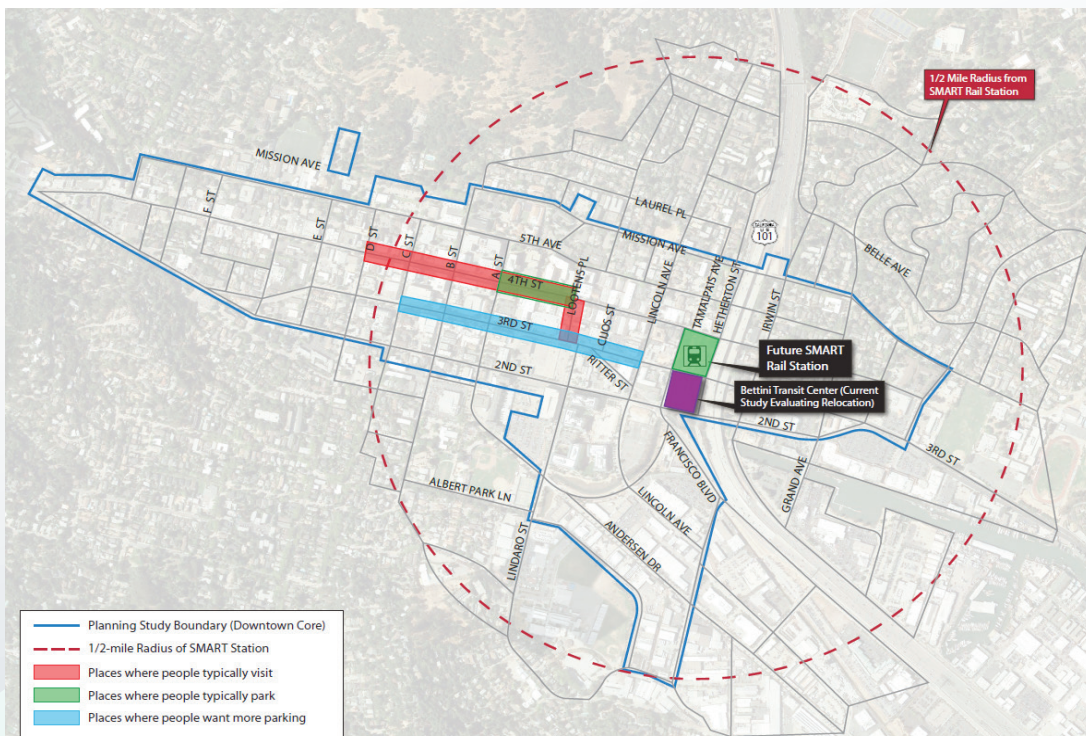 1/2 Mile Radius from
SMART Rail Station
MISSION AVE
F ST
E ST
D ST
C ST
B ST
A ST
5TH AVE
4TH ST
LOOTENS PL
LAUREL PL
MISSION AVE
CALIFORNIA
101
BELLE AVE
LINCOLN AVE
TAMALPAIS AVE
HETHERTON ST
IRWIN ST
3RD ST
CIJOS ST
RITTER ST
2ND ST
Future SMART
Rail Station
Bettini Transit Center (Current
Study Evaluating Relocation)
2ND ST
3RD ST
FRANCISCO BLVD
GRAND AVE
ALBERT PARK LN
LINCOLN AVE
ANDERSEN DR
LINDARO ST
Planning Study Boundary (Downtown Core)
1/2-mile Radius of SMART Station
Places where people typically visit
Places where people typically park
Places where people want more parking